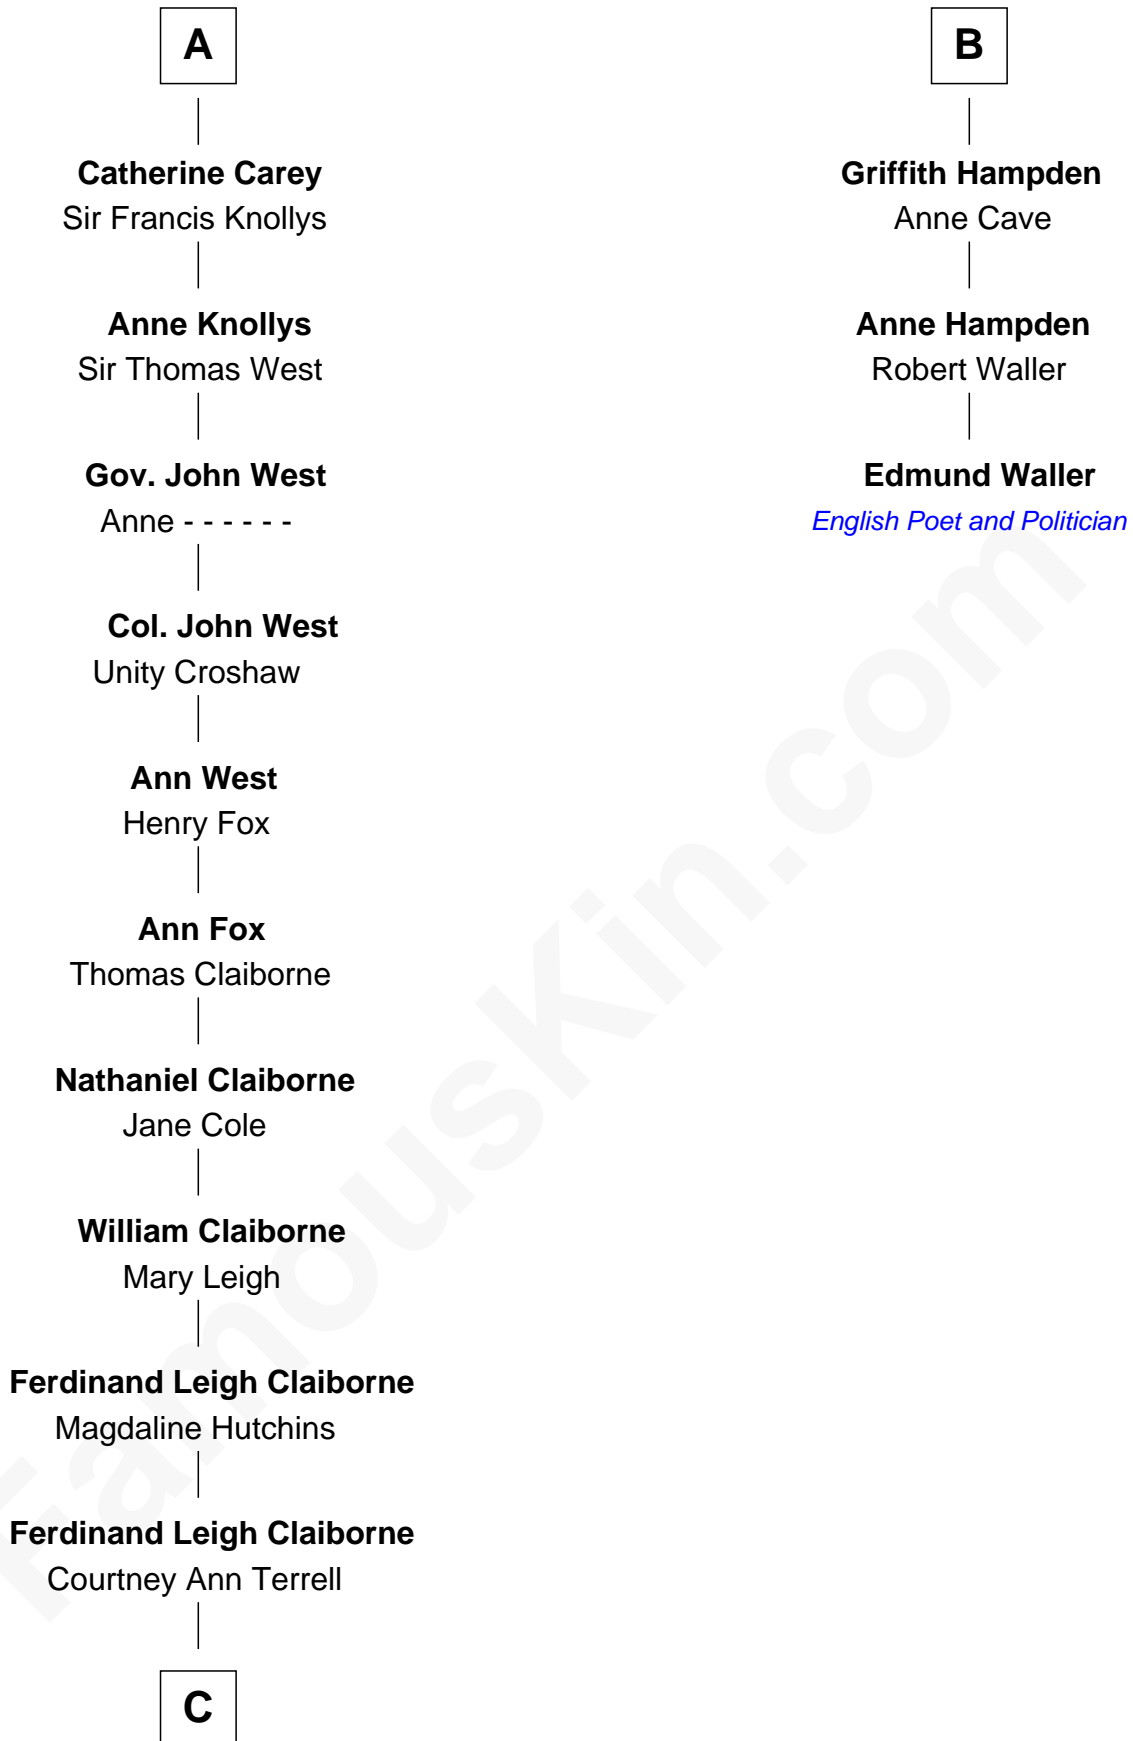 A
Catherine Carey
Sir Francis Knollys
Anne Knollys
Sir Thomas West
Gov. John West
Anne - - - - - -
Col. John West
Unity Croshaw
Ann West
Henry Fox
Ann Fox
Thomas Claiborne
Nathaniel Claiborne
Jane Cole
William Claiborne
Mary Leigh
Ferdinand Leigh Claiborne
Magdaline Hutchins
Ferdinand Leigh Claiborne
Courtney Ann Terrell
C
B
Griffith Hampden
Anne Cave
Anne Hampden
Robert Waller
Edmund Waller
English Poet and Politician
FamousKin.com